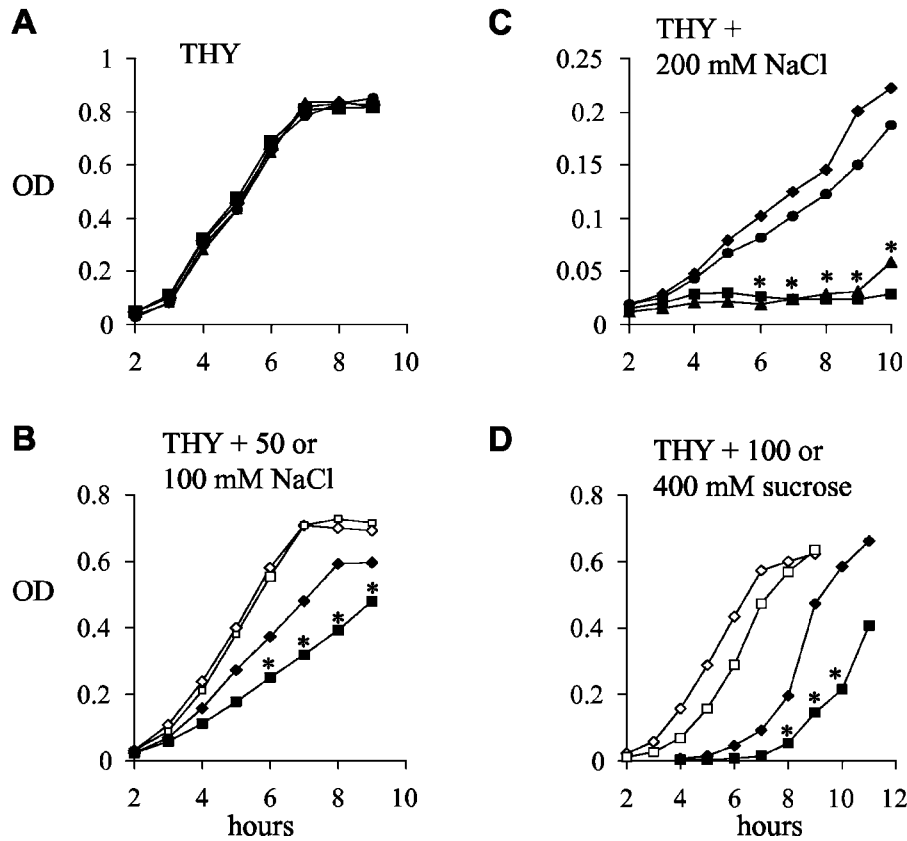 A
THY
OD
1
0.8
0.6
0.4
0.2
0
2 4 6 8 10
C
THY +
200 mM NaCl
0.25
0.2
0.15
0.1
0.05
0
* * * * *
2 4 6 8 10
B
THY + 50 or
100 mM NaCl
OD
0.8
0.6
0.4
0.2
0
* * * *
2 4 6 8 10
hours
D
THY + 100 or
400 mM sucrose
0.8
0.6
0.4
0.2
0
* * *
2 4 6 8 10 12
hours